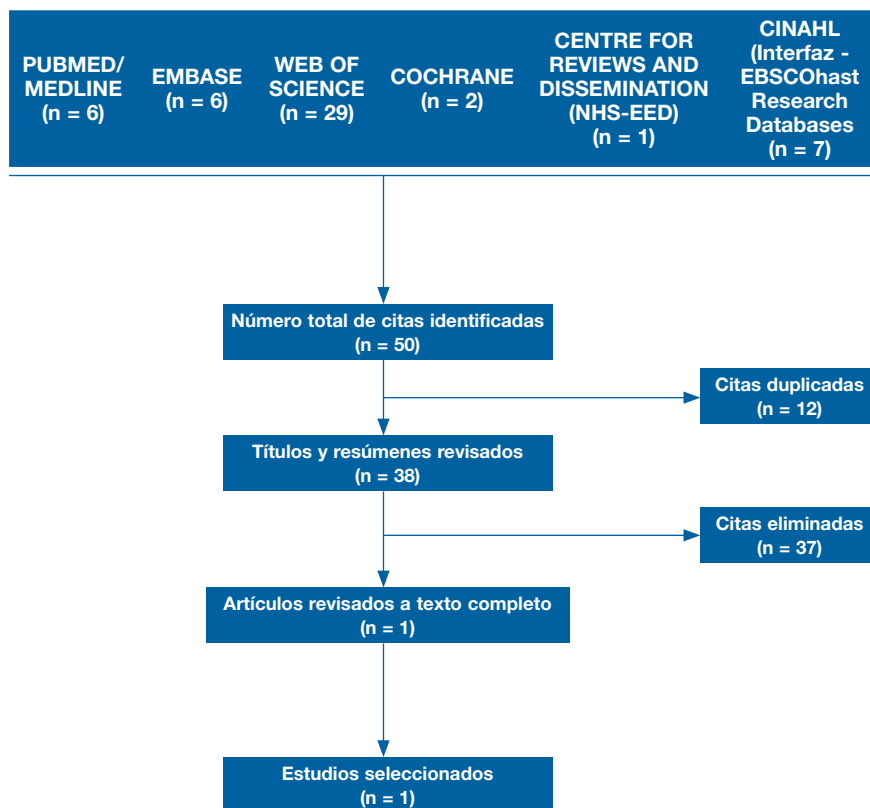 PUBMED/
MEDLINE
(n = 6)
EMBASE
(n = 6)
WEB OF
SCIENCE
(n = 29)
COCHRANE
(n = 2)
CENTRE FOR
REVIEWS AND
DISSEMINATION
(NHS-EED)
(n = 1)
CINAHL
(Interfaz -
EBSCOhast
Research
Databases
(n = 7)
Número total de citas identificadas
(n = 50)
Citas duplicadas
(n = 12)
Títulos y resúmenes revisados
(n = 38)
Citas eliminadas
(n = 37)
Artículos revisados a texto completo
(n = 1)
Estudios seleccionados
(n = 1)